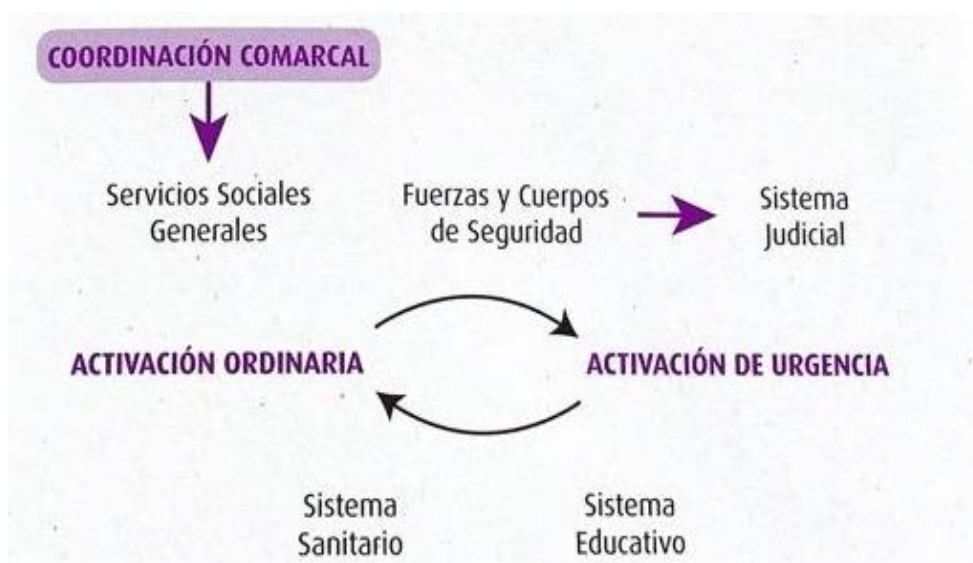 COORDINACIÓN COMARCAL
Servicios Sociales
Generales
Fuerzas y Cuerpos
de Seguridad
Sistema
Judicial
ACTIVACIÓN ORDINARIA
ACTIVACIÓN DE URGENCIA
Sistema
Sanitario
Sistema
Educativo